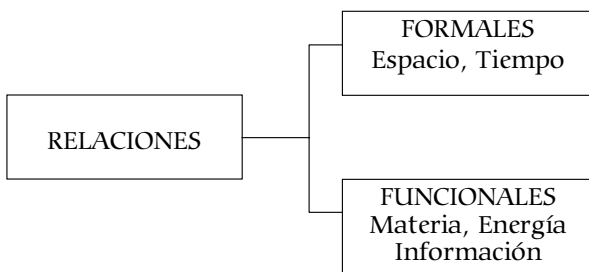 FORMALES
Espacio, Tiempo
RELACIONES
FUNCIONALES
Materia, Energía
Información